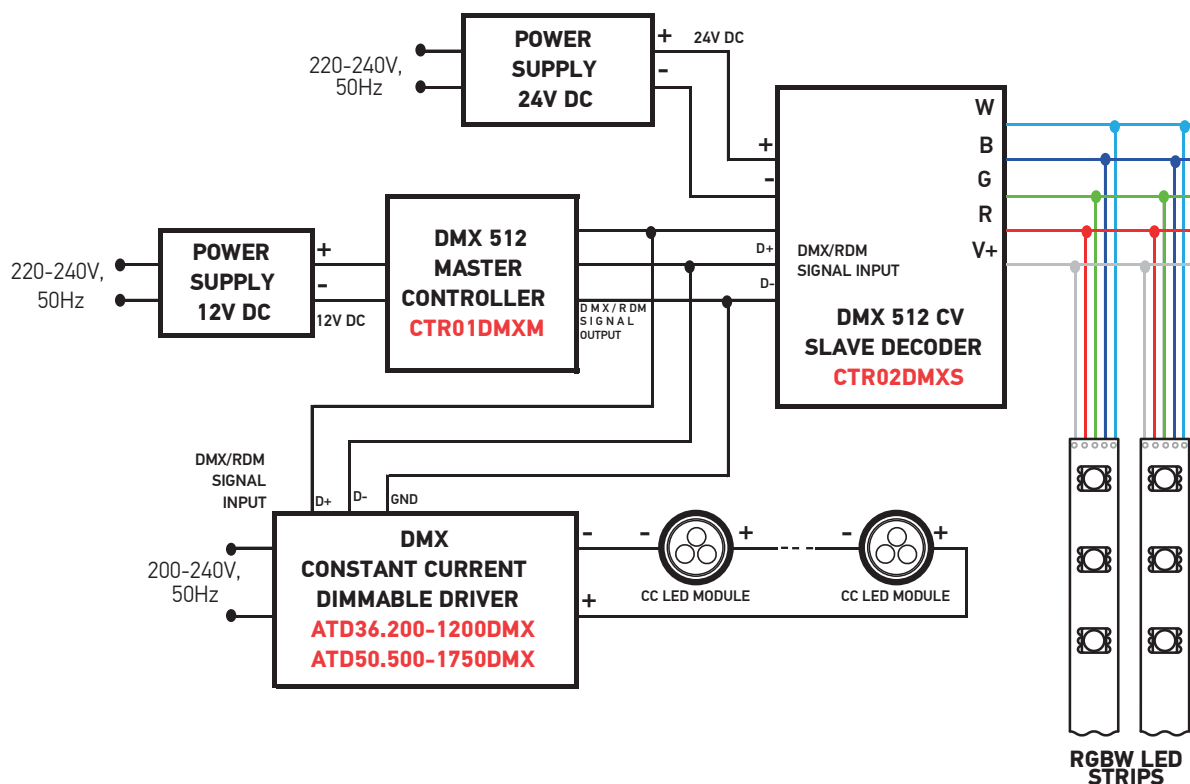 220-240V,
50Hz
POWER
SUPPLY
24V DC
+
-
24V DC
+
-
D+
D-
DMX/RDM
SIGNAL INPUT
DMX 512 CV
SLAVE DECODER
CTR02DMXS
W
B
G
R
V+
220-240V,
50Hz
POWER
SUPPLY
12V DC
+
-
12V DC
DMX 512
MASTER
CONTROLLER
CTR01DMXM
DMX/RDM
SIGNAL
OUTPUT
DMX/RDM
SIGNAL
INPUT
D+
D-
GND
200-240V,
50Hz
DMX
CONSTANT CURRENT
DIMMABLE DRIVER
ATD36.200-1200DMX
ATD50.500-1750DMX
-
+
-
+
CC LED MODULE
-
+
CC LED MODULE
RGBW LED
STRIPS